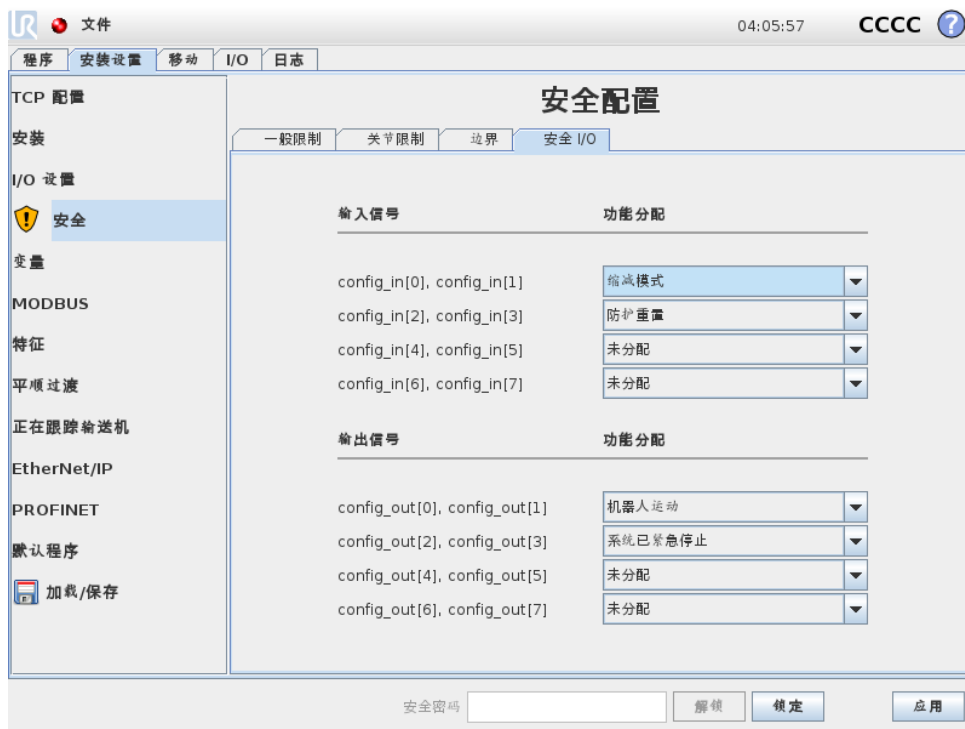 UR 文件 04:05:57 CCCC ?
程序 安装设置 移动 I/O 日志
TCP 配置
安装
I/O 设置
安全
变量
MODBUS
特征
平顺过渡
正在跟踪输送机
EtherNet/IP
PROFINET
默认程序
加载/保存
安全配置
一般限制 关节限制 边界 安全 I/O
输入信号 功能分配
config_in[0], config_in[1] 缩减模式
config_in[2], config_in[3] 防护重置
config_in[4], config_in[5] 未分配
config_in[6], config_in[7] 未分配
输出信号 功能分配
config_out[0], config_out[1] 机器人运动
config_out[2], config_out[3] 系统已紧急停止
config_out[4], config_out[5] 未分配
config_out[6], config_out[7] 未分配
安全密码 解锁 锁定 应用